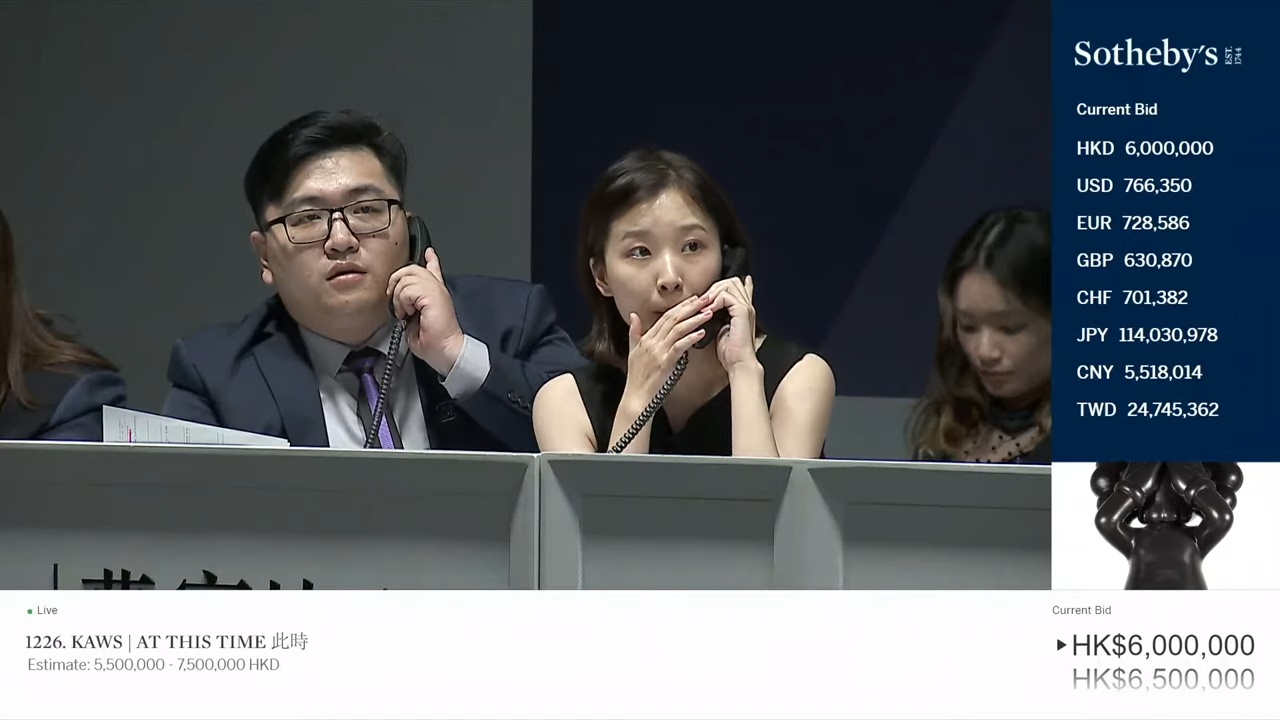 Sotheby's EST. 1744
Current Bid
HKD 6,000,000
USD 766,350
EUR 728,586
GBP 630,870
CHF 701,382
JPY 114,030,978
CNY 5,518,014
TWD 24,745,362
Live
1226. KAWS | AT THIS TIME 此時
Estimate: 5,500,000 - 7,500,000 HKD
Current Bid
HK$6,000,000
HK$6,500,000